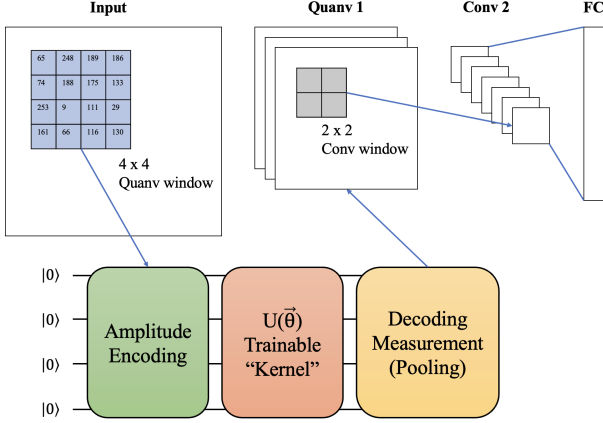 Input
Quanv 1
Conv 2
FC
65 248 189 186
74 188 175 133
253 9 111 29
161 66 116 130
4 x 4
Quanv window
2 x 2
Conv window
|0⟩
|0⟩
|0⟩
|0⟩
Amplitude
Encoding
U(θ⃗)
Trainable
“Kernel”
Decoding
Measurement
(Pooling)